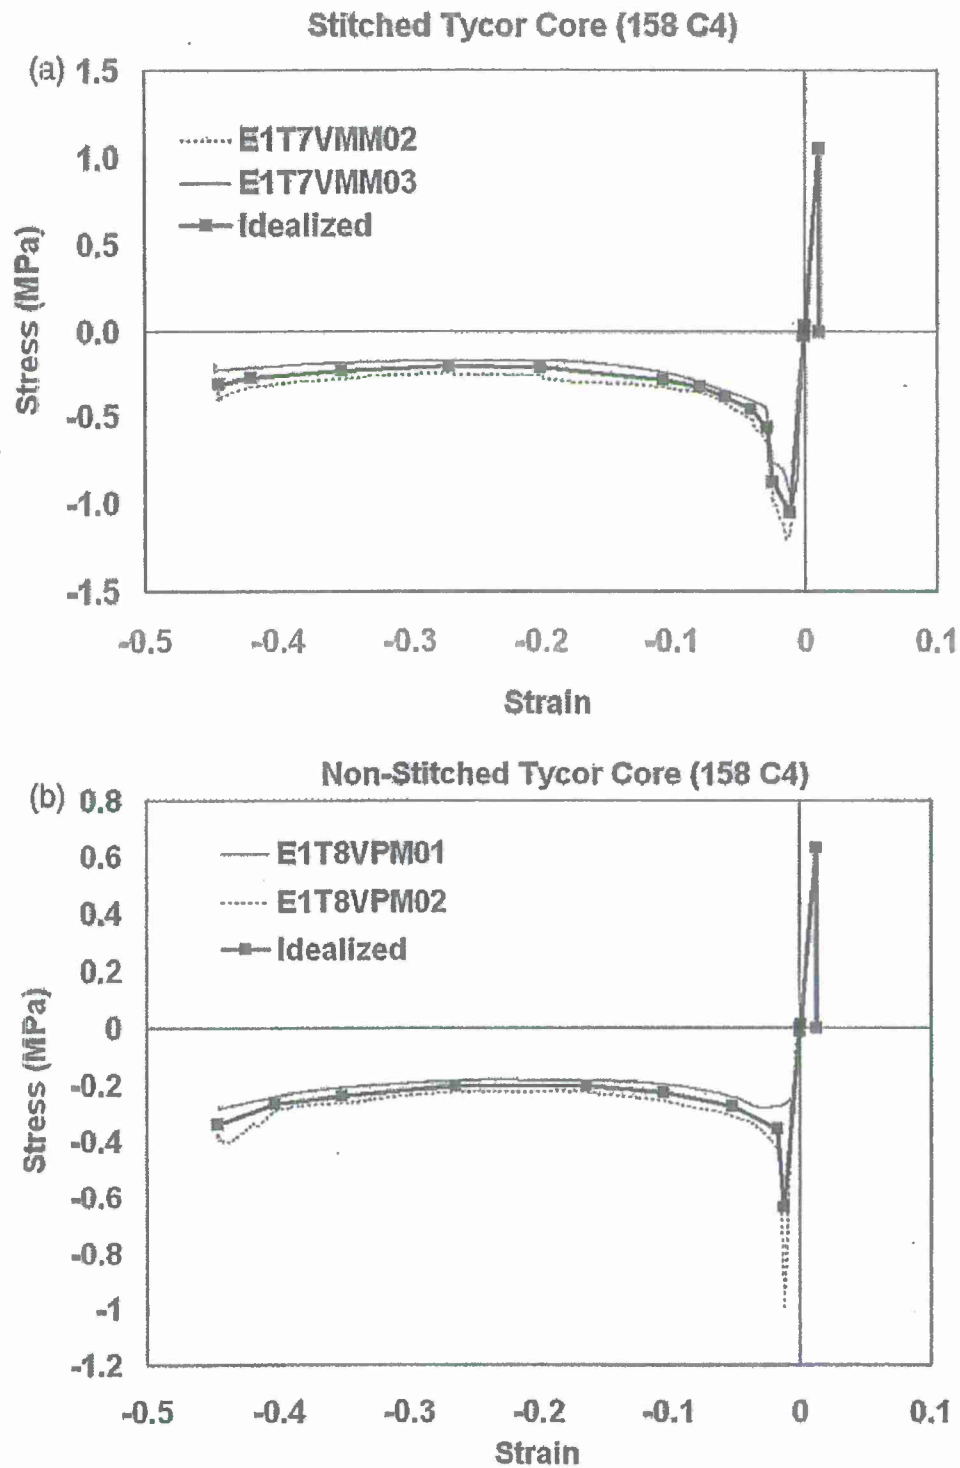 Stitched Tycor Core (158 C4)
(a)
1.5
1.0
0.5
0.0
-0.5
-1.0
-1.5
Stress (MPa)
E1T7VMM02
E1T7VMM03
Idealized
-0.5 -0.4 -0.3 -0.2 -0.1 0 0.1
Strain
Non-Stitched Tycor Core (158 C4)
(b)
0.8
0.6
0.4
0.2
0
-0.2
-0.4
-0.6
-0.8
-1
-1.2
Stress (MPa)
E1T8VPM01
E1T8VPM02
Idealized
-0.5 -0.4 -0.3 -0.2 -0.1 0 0.1
Strain